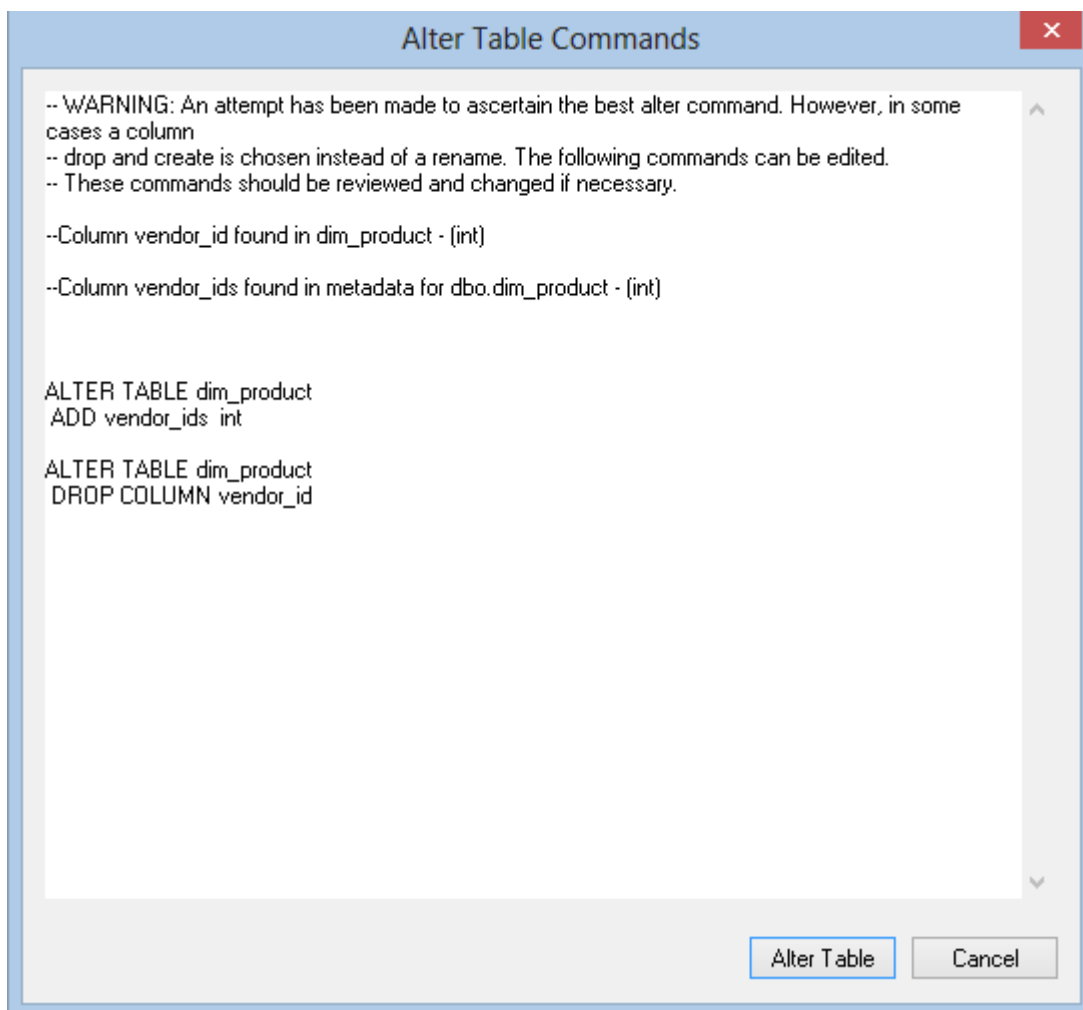 Alter Table Commands
-- WARNING: An attempt has been made to ascertain the best alter command. However, in some
cases a column
-- drop and create is chosen instead of a rename. The following commands can be edited.
-- These commands should be reviewed and changed if necessary.
--Column vendor_id found in dim_product - (int)
--Column vendor_ids found in metadata for dbo.dim_product - (int)
ALTER TABLE dim_product
ADD vendor_ids int
ALTER TABLE dim_product
DROP COLUMN vendor_id
Alter Table
Cancel